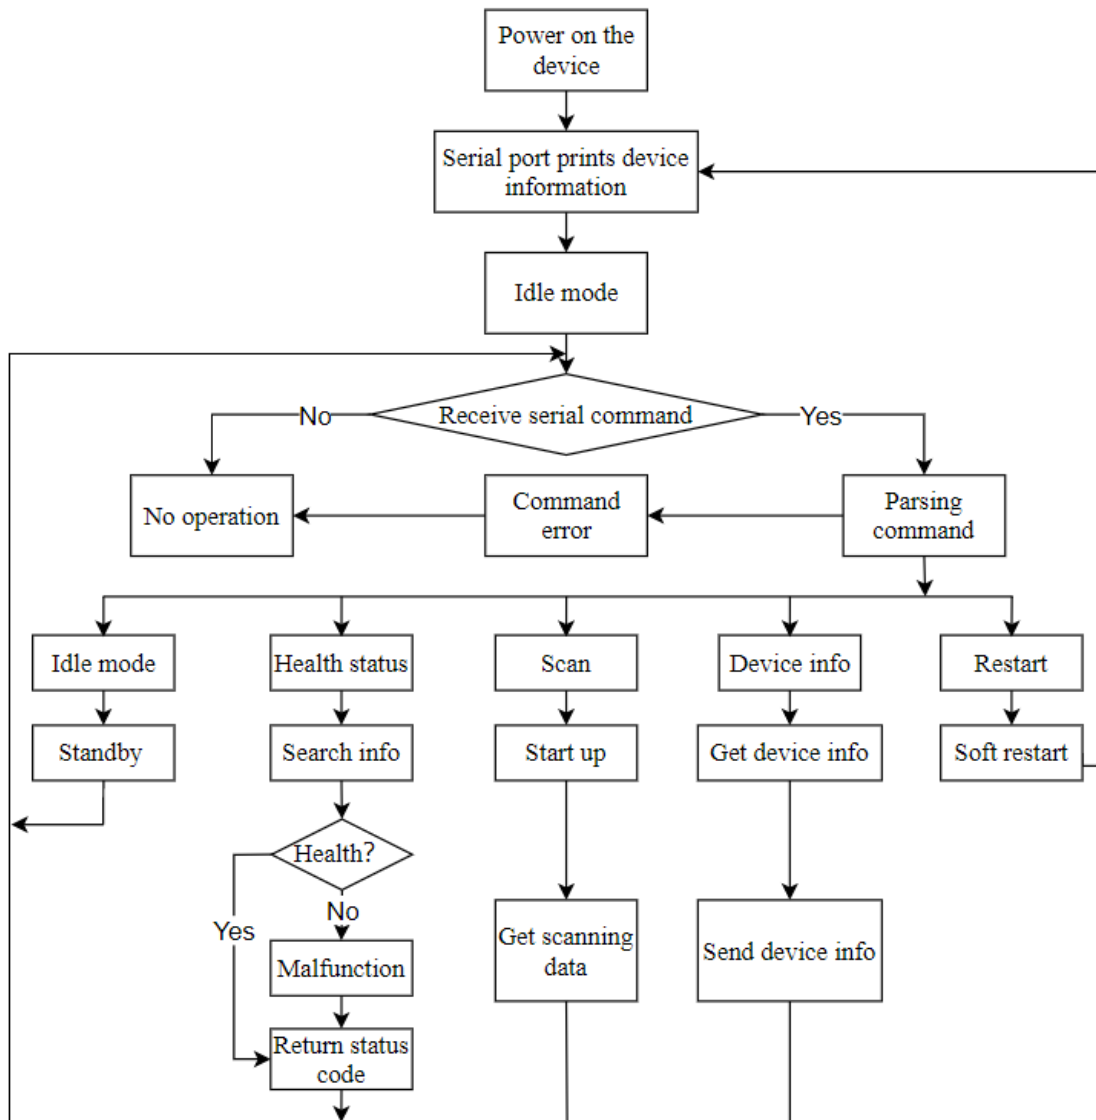 Power on the
device
Serial port prints device
information
Idle mode
No
Receive serial command
Yes
No operation
Command
error
Parsing
command
Idle mode
Health status
Scan
Device info
Restart
Standby
Search info
Start up
Get device info
Soft restart
Health?
Yes
No
Malfunction
Get scanning
data
Send device info
Return status
code